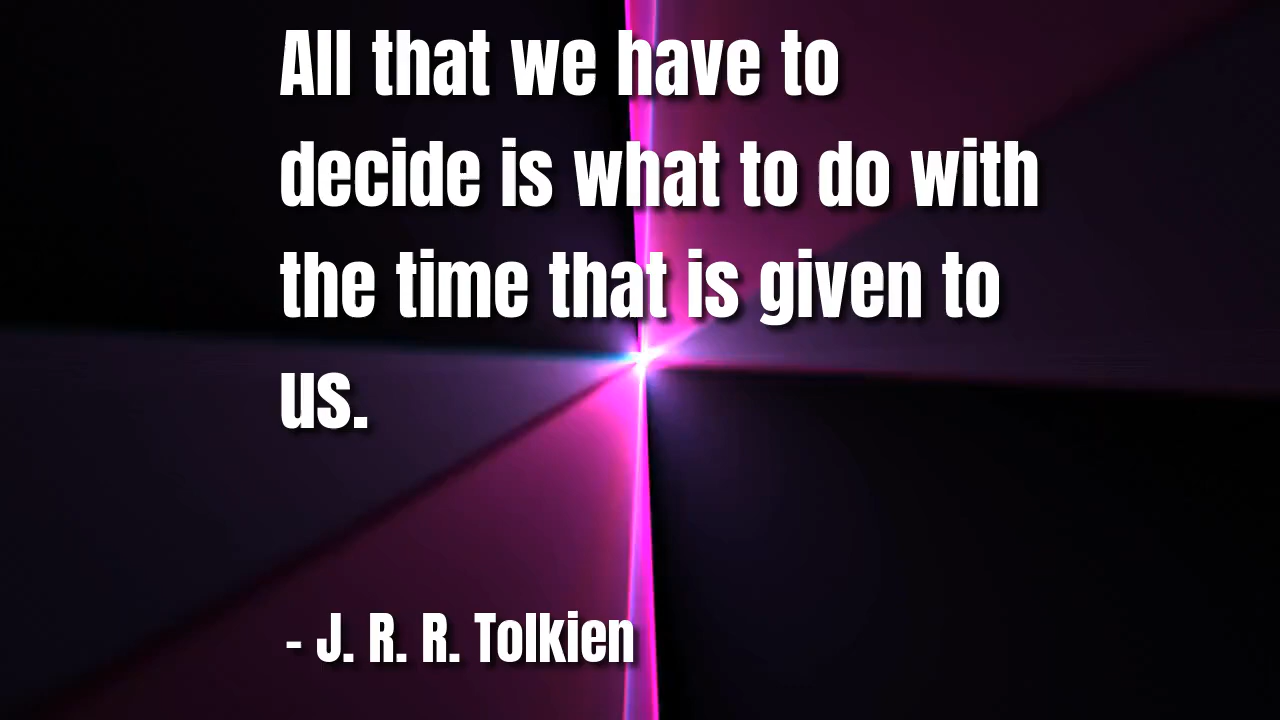 All that we have to
decide is what to do with
the time that is given to
us.
- J. R. R. Tolkien